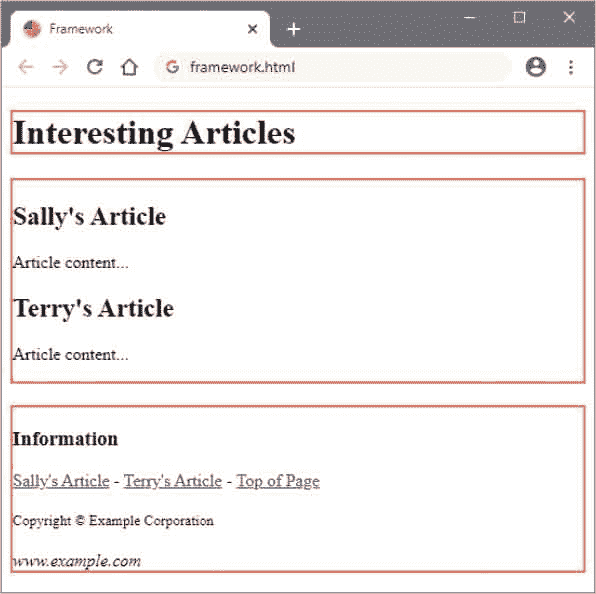 Framework
framework.html
Interesting Articles
Sally's Article
Article content...
Terry's Article
Article content...
Information
Sally's Article - Terry's Article - Top of Page
Copyright © Example Corporation
www.example.com